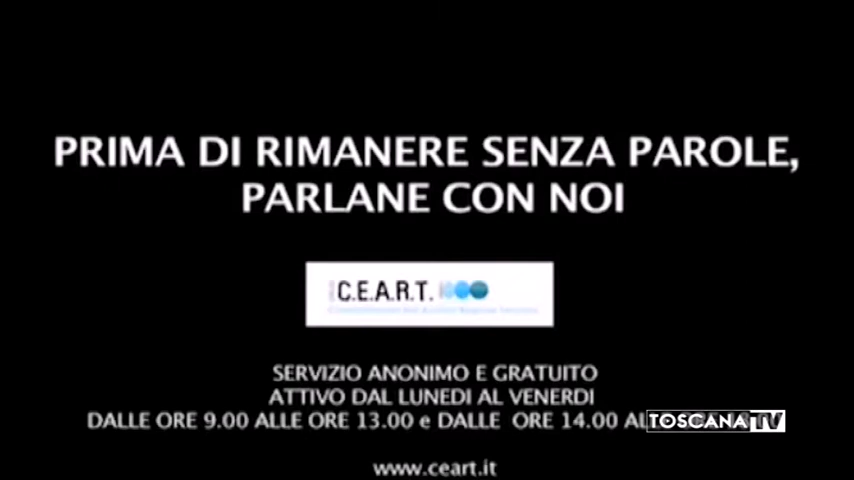 PRIMA DI RIMANERE SENZA PAROLE,
PARLANE CON NOI
C.E.A.R.T.
SERVIZIO ANONIMO E GRATUITO
ATTIVO DAL LUNEDI AL VENERDI
DALLE ORE 9.00 ALLE ORE 13.00 e DALLE ORE 14.00
TOSCANA TV
www.ceart.it